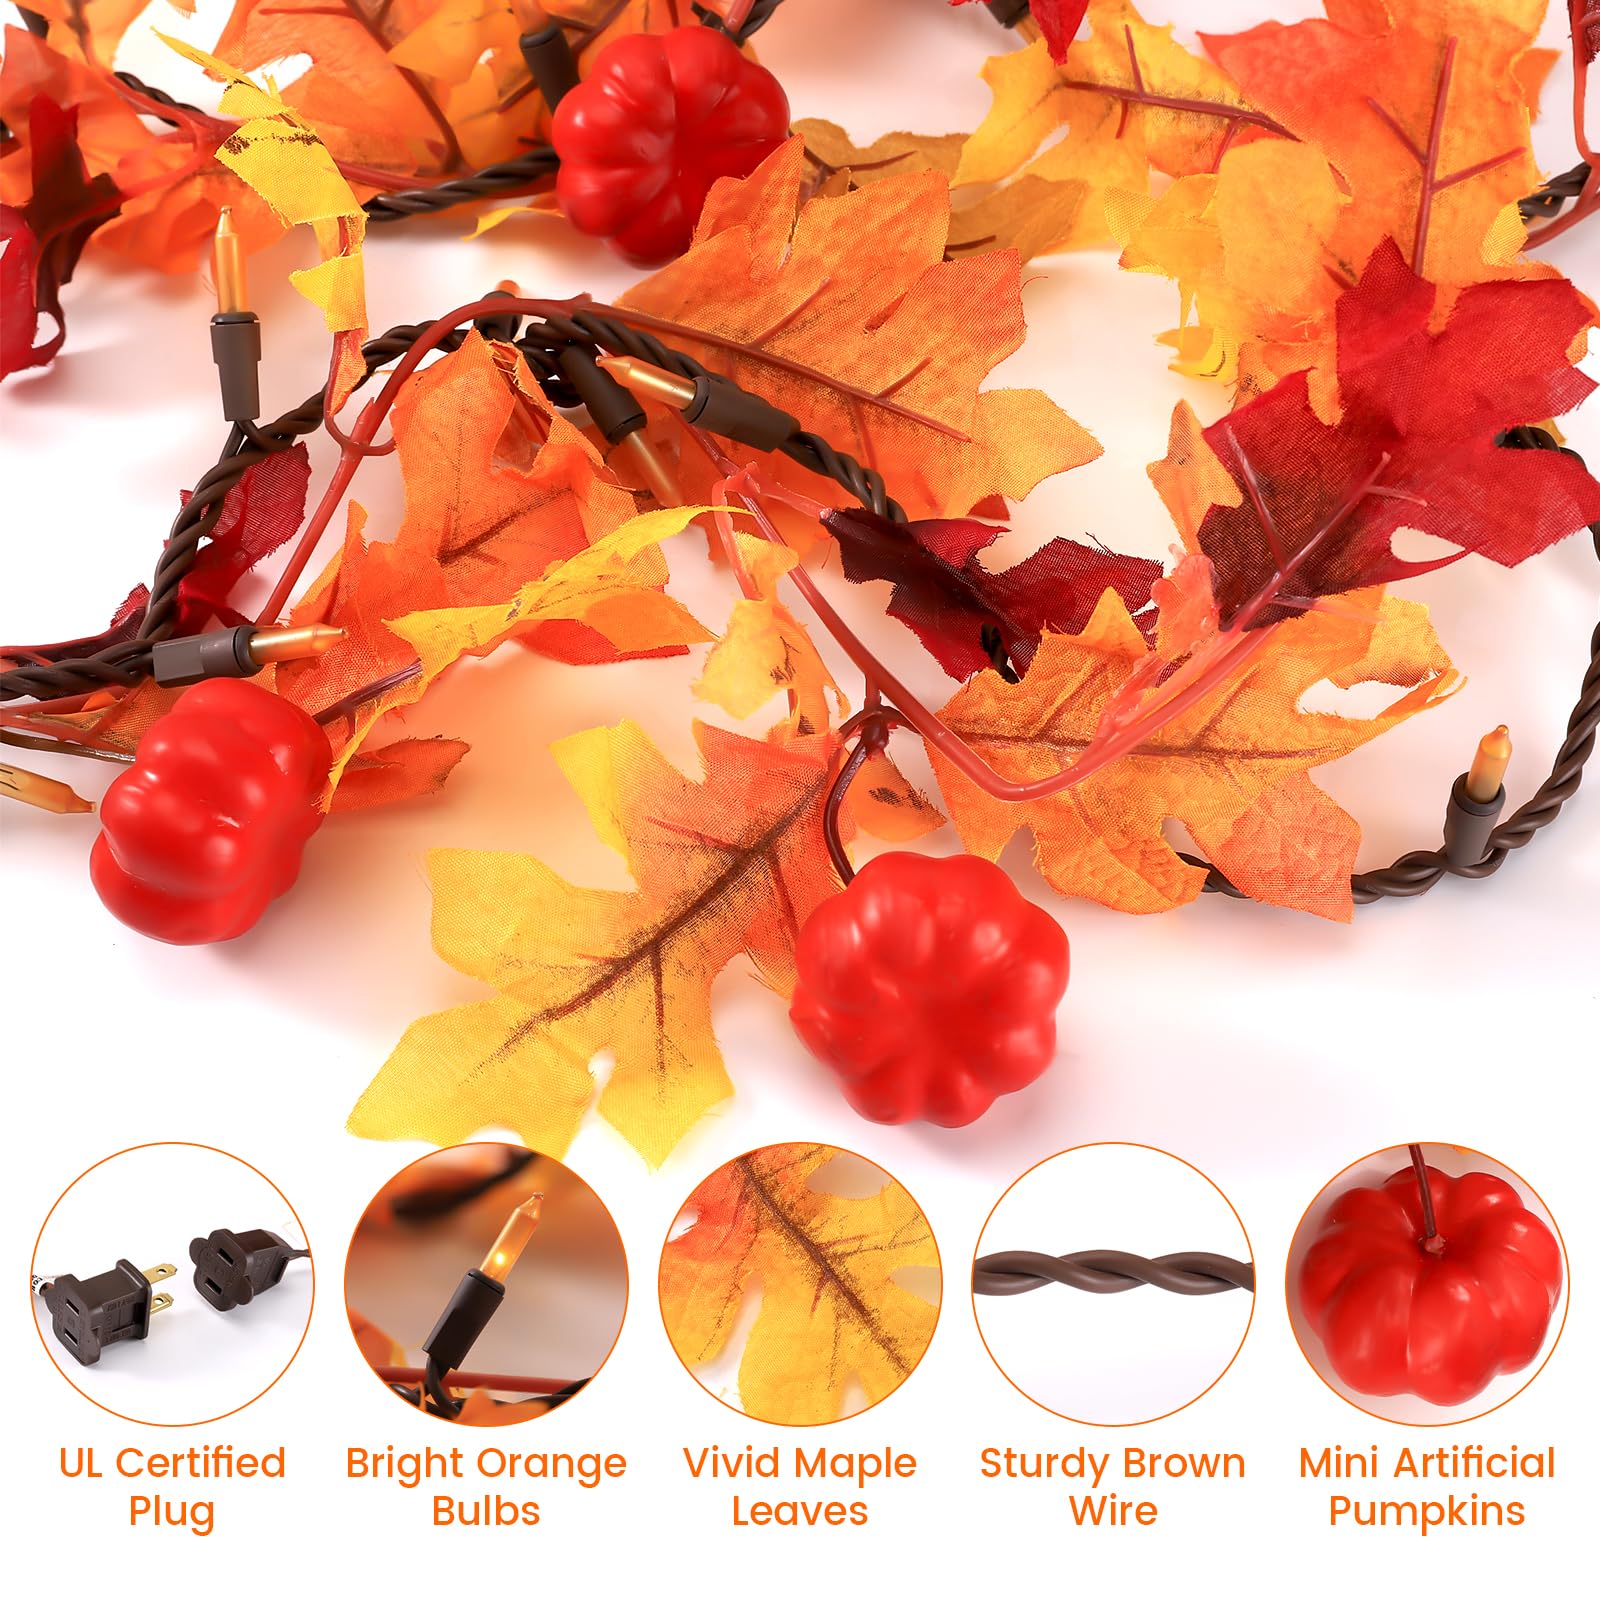 UL Certified
Plug
Bright Orange
Bulbs
Vivid Maple
Leaves
Sturdy Brown
Wire
Mini Artificial
Pumpkins